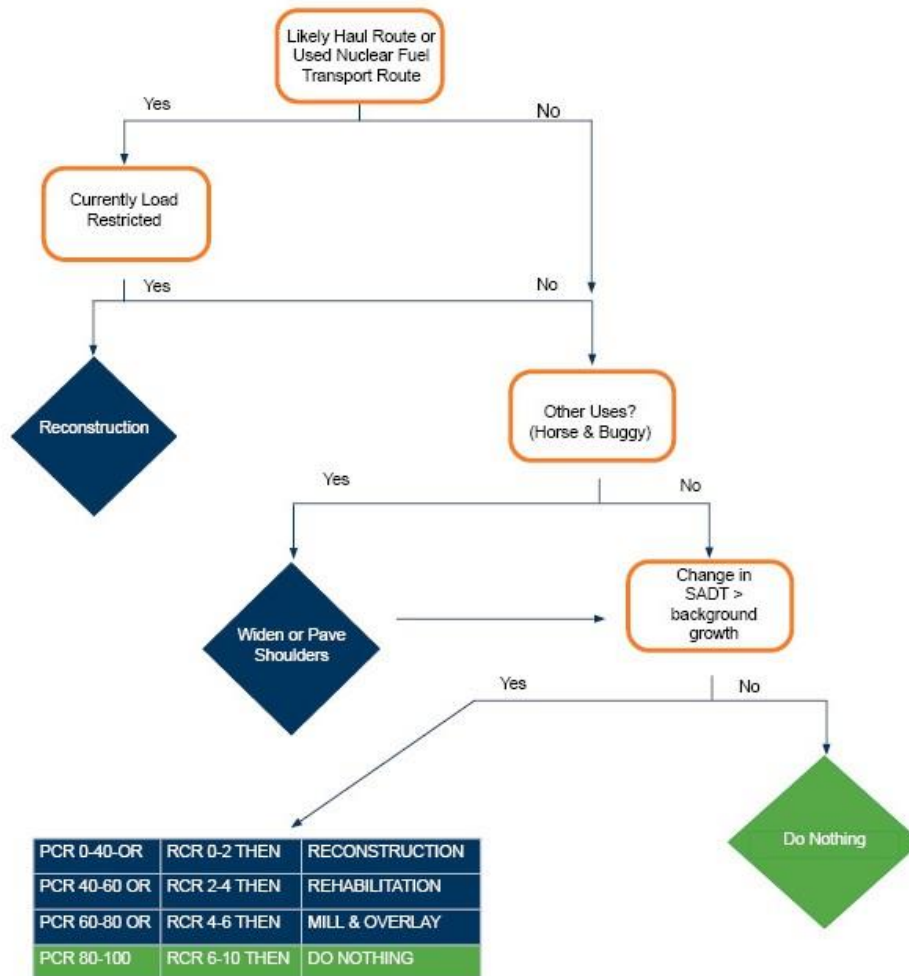 Likely Haul Route or
Used Nuclear Fuel
Transport Route
Yes
No
Currently Load
Restricted
Yes
No
Reconstruction
Other Uses?
(Horse & Buggy)
Yes
No
Change in
SADT >
background
growth
Widen or Pave
Shoulders
Yes
No
Do Nothing
PCR 0-40-OR RCR 0-2 THEN RECONSTRUCTION
PCR 40-60 OR RCR 2-4 THEN REHABILITATION
PCR 60-80 OR RCR 4-6 THEN MILL & OVERLAY
PCR 80-100 RCR 6-10 THEN DO NOTHING